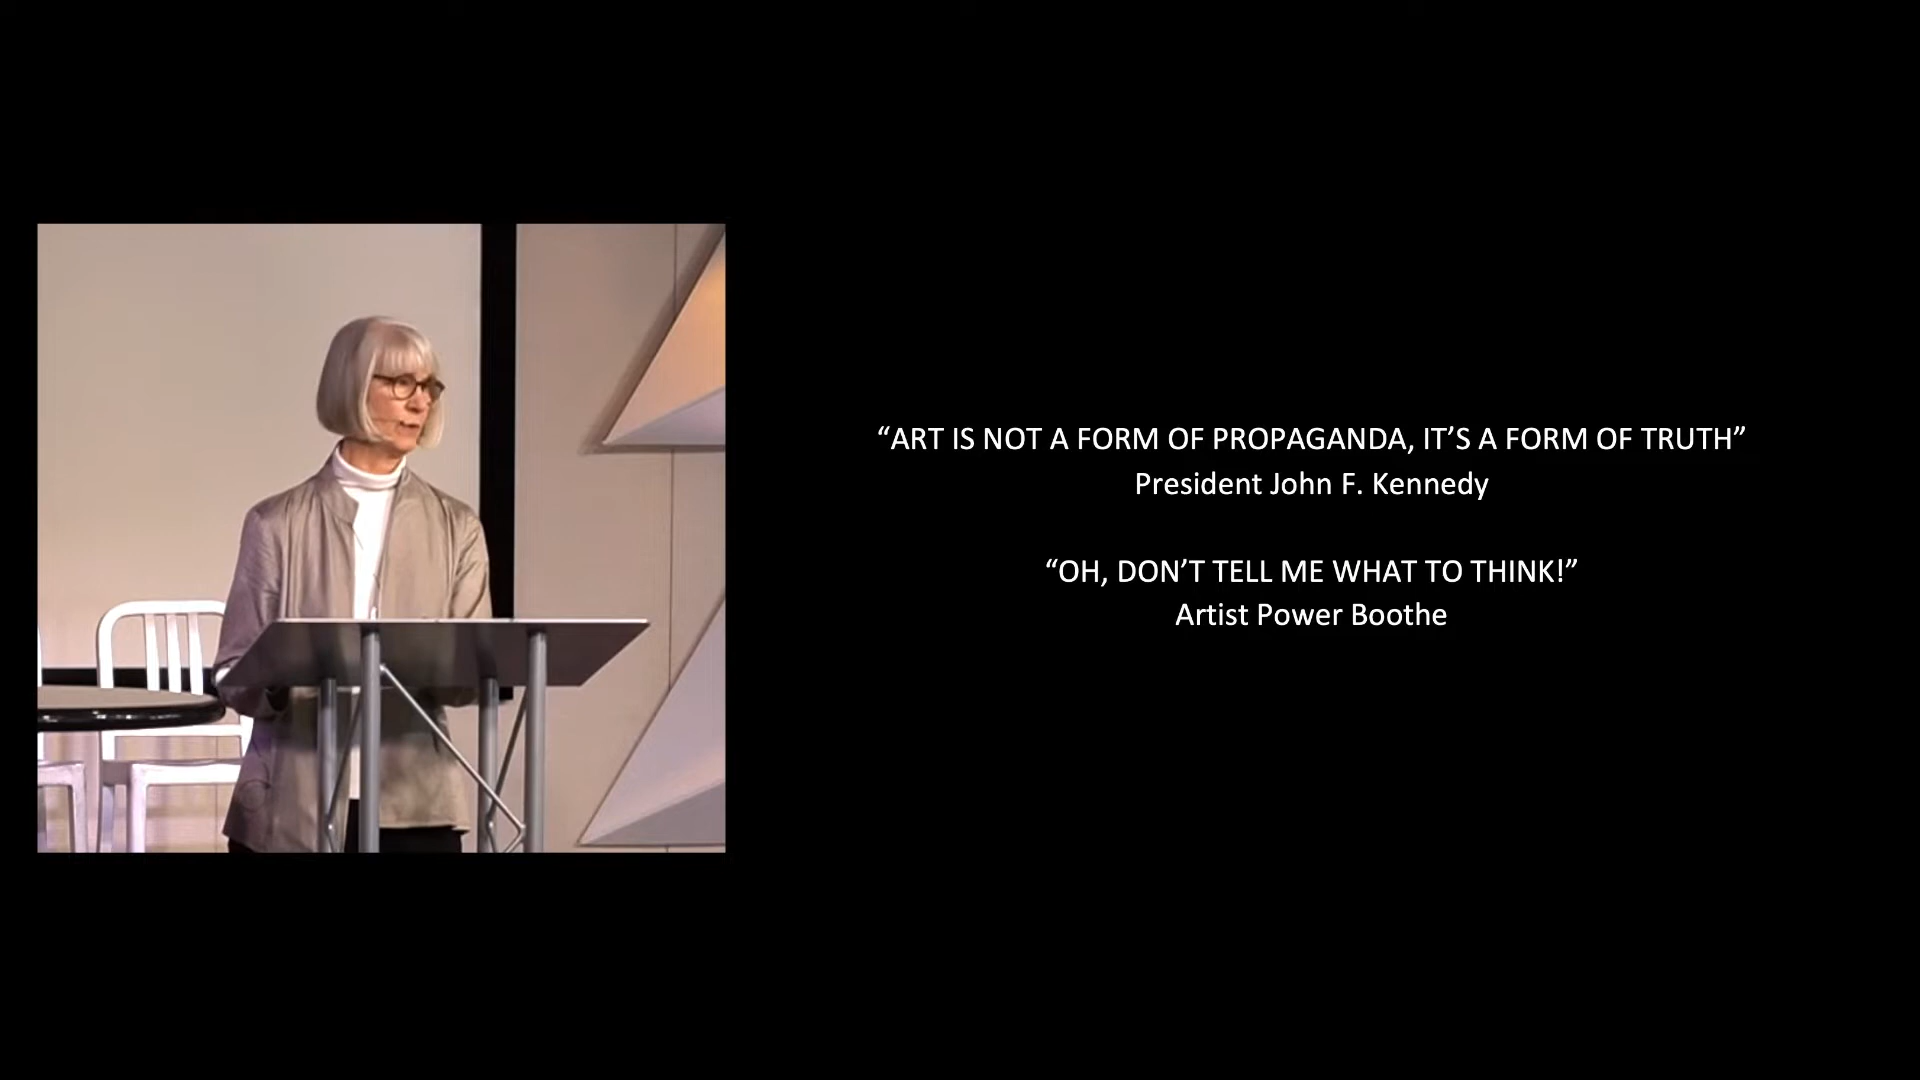 “ART IS NOT A FORM OF PROPAGANDA, IT’S A FORM OF TRUTH”
President John F. Kennedy
“OH, DON’T TELL ME WHAT TO THINK!”
Artist Power Boothe